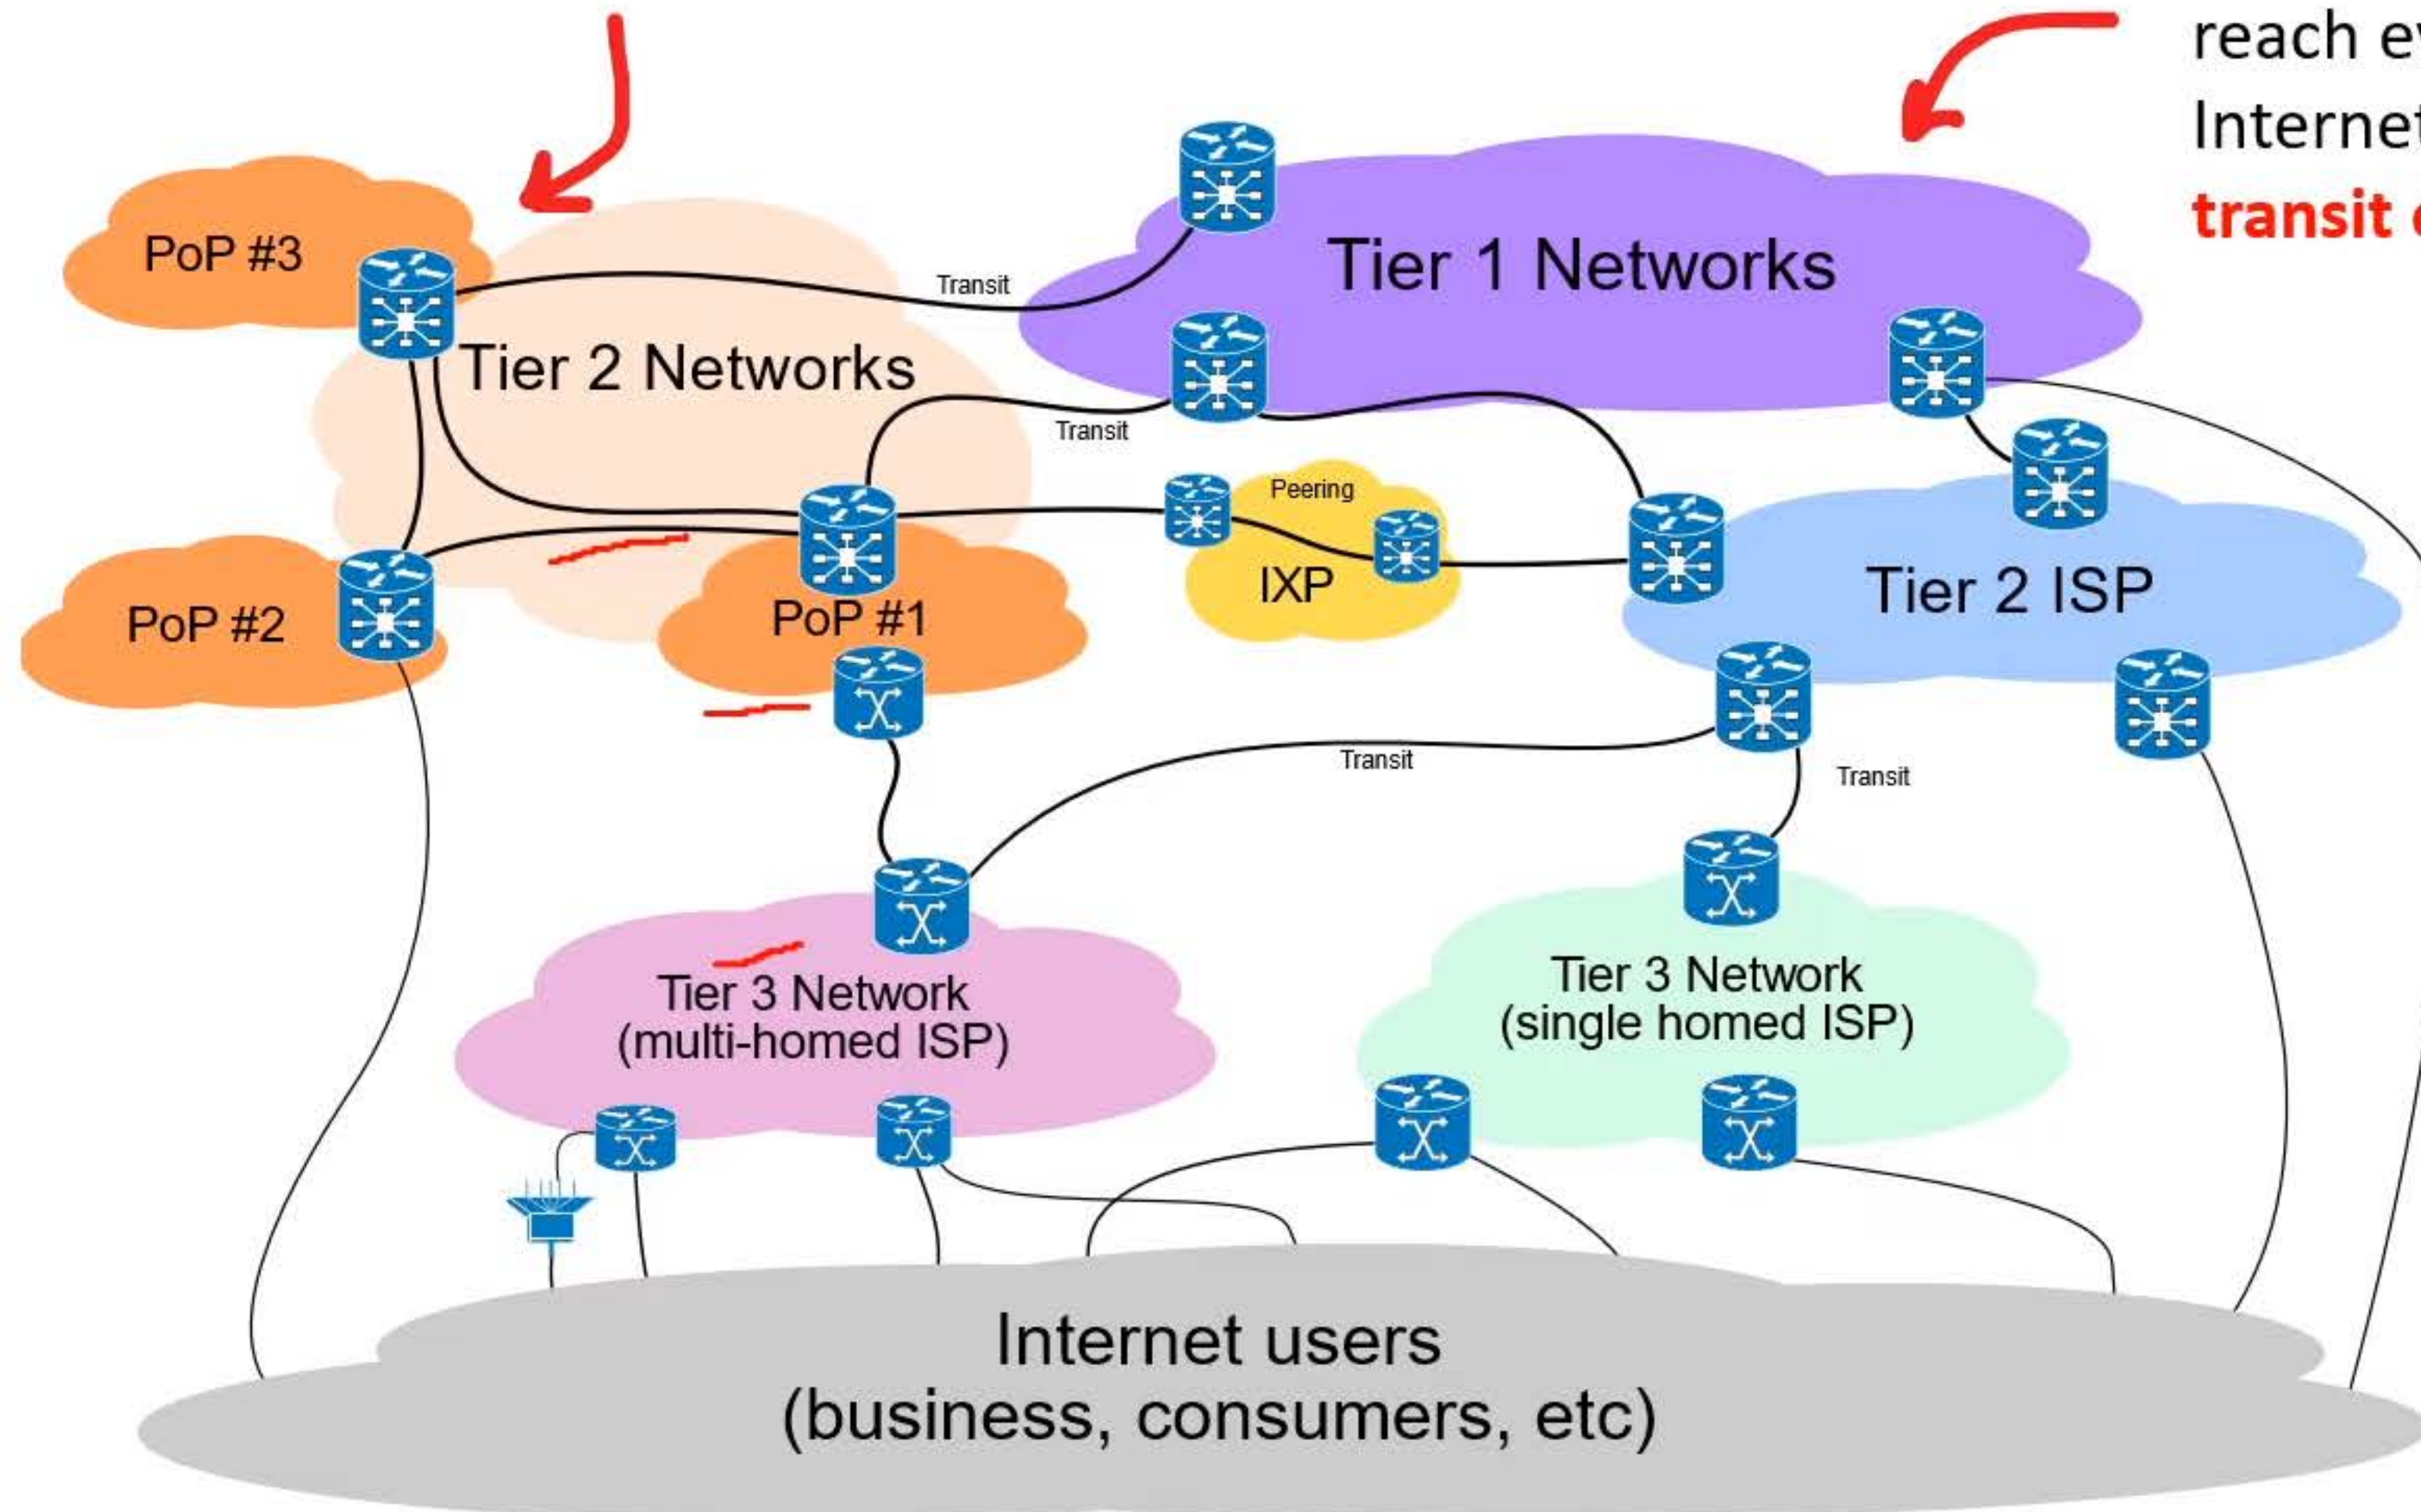 reach
Internet
transit
PoP #3
Tier 1 Networks
Transit
Tier 2 Networks
Transit
Peering
IXP
Tier 2 ISP
PoP #2
PoP #1
Transit
Transit
Tier 3 Network
(multi-homed ISP)
Tier 3 Network
(single homed ISP)
Internet users
(business, consumers, etc)